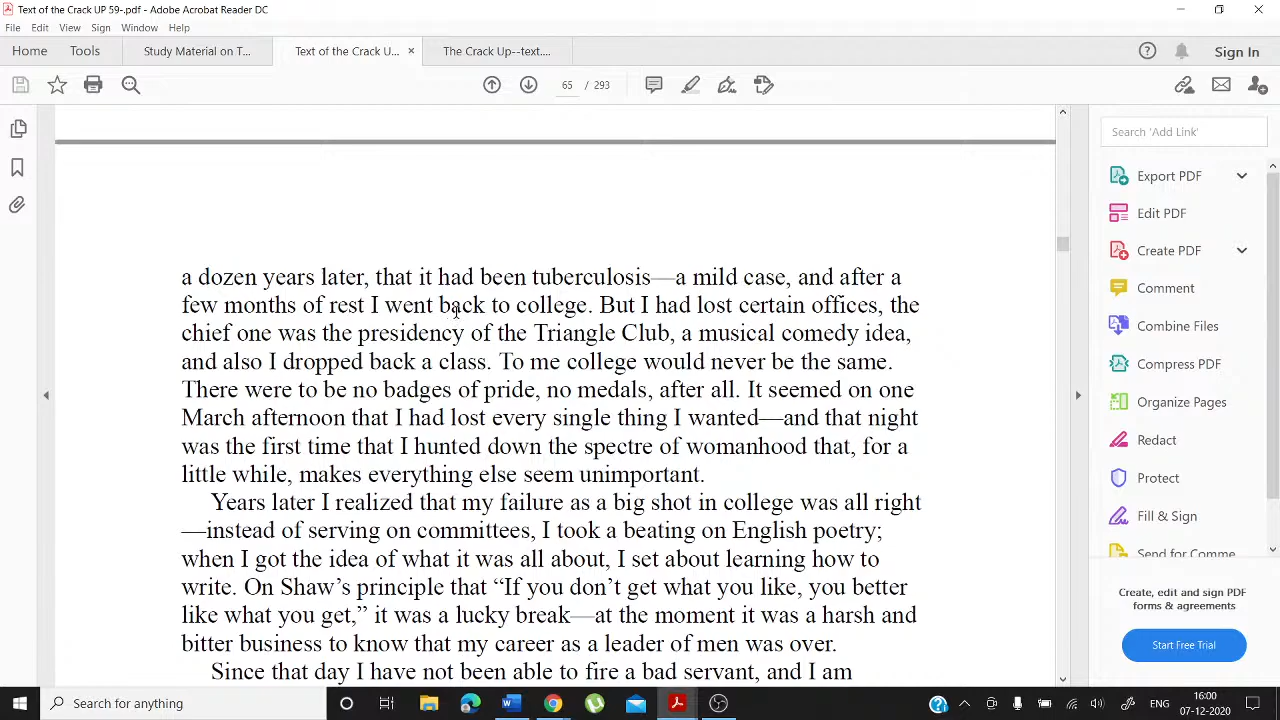 Text of the Crack UP 59-.pdf - Adobe Acrobat Reader DC
File Edit View Sign Window Help
Home Tools Study Material on T... Text of the Crack U... The Crack Up--text.... Sign In
65 / 293
Search 'Add Link'
Export PDF
Edit PDF
Create PDF
Comment
Combine Files
Compress PDF
Organize Pages
Redact
Protect
Fill & Sign
Send for Comme
Create, edit and sign PDF
forms & agreements
Start Free Trial
a dozen years later, that it had been tuberculosis—a mild case, and after a
few months of rest I went back to college. But I had lost certain offices, the
chief one was the presidency of the Triangle Club, a musical comedy idea,
and also I dropped back a class. To me college would never be the same.
There were to be no badges of pride, no medals, after all. It seemed on one
March afternoon that I had lost every single thing I wanted—and that night
was the first time that I hunted down the spectre of womanhood that, for a
little while, makes everything else seem unimportant.
Years later I realized that my failure as a big shot in college was all right
—instead of serving on committees, I took a beating on English poetry;
when I got the idea of what it was all about, I set about learning how to
write. On Shaw’s principle that “If you don’t get what you like, you better
like what you get,” it was a lucky break—at the moment it was a harsh and
bitter business to know that my career as a leader of men was over.
Since that day I have not been able to fire a bad servant, and I am
Search for anything
ENG
16:00
07-12-2020